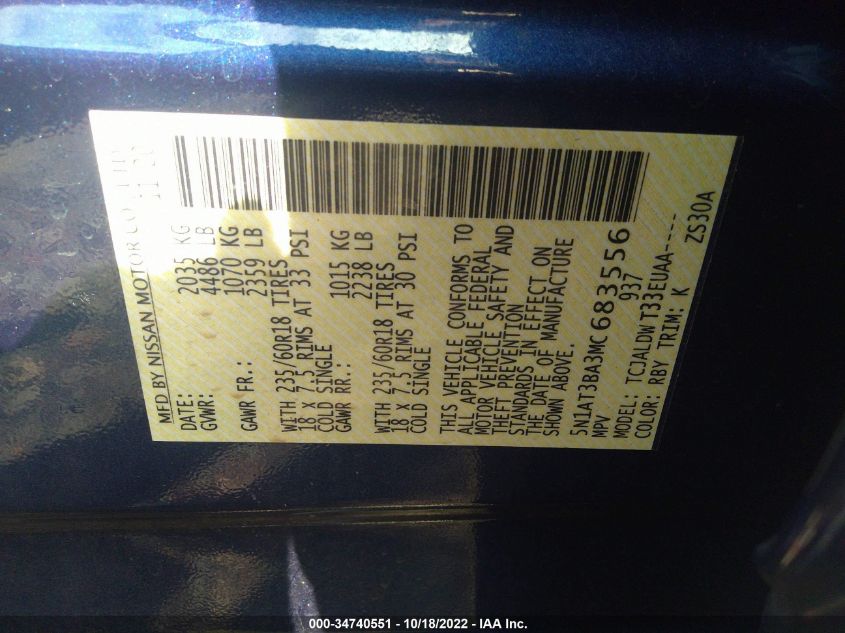 MFD BY NISSAN MOTOR CO., LTD.
DATE: 11/21
GVWR: 2035 KG
4486 LB
GAWR FR.: 1070 KG
2359 LB
WITH 235/60R18 TIRES
18 X 7.5 RIMS AT 33 PSI
COLD SINGLE
GAWR RR.: 1015 KG
2238 LB
WITH 235/60R18 TIRES
18 X 7.5 RIMS AT 30 PSI
COLD SINGLE
THIS VEHICLE CONFORMS TO
ALL APPLICABLE FEDERAL
MOTOR VEHICLE SAFETY AND
THEFT PREVENTION
STANDARDS IN EFFECT ON
THE DATE OF MANUFACTURE
SHOWN ABOVE.
5N1AT3BA3MC683556
MPV 937
MODEL: TCJALDW T33EUAA-----
COLOR: RBY TRIM: K ZS30A
000-34740551 - 10/18/2022 - IAA Inc.